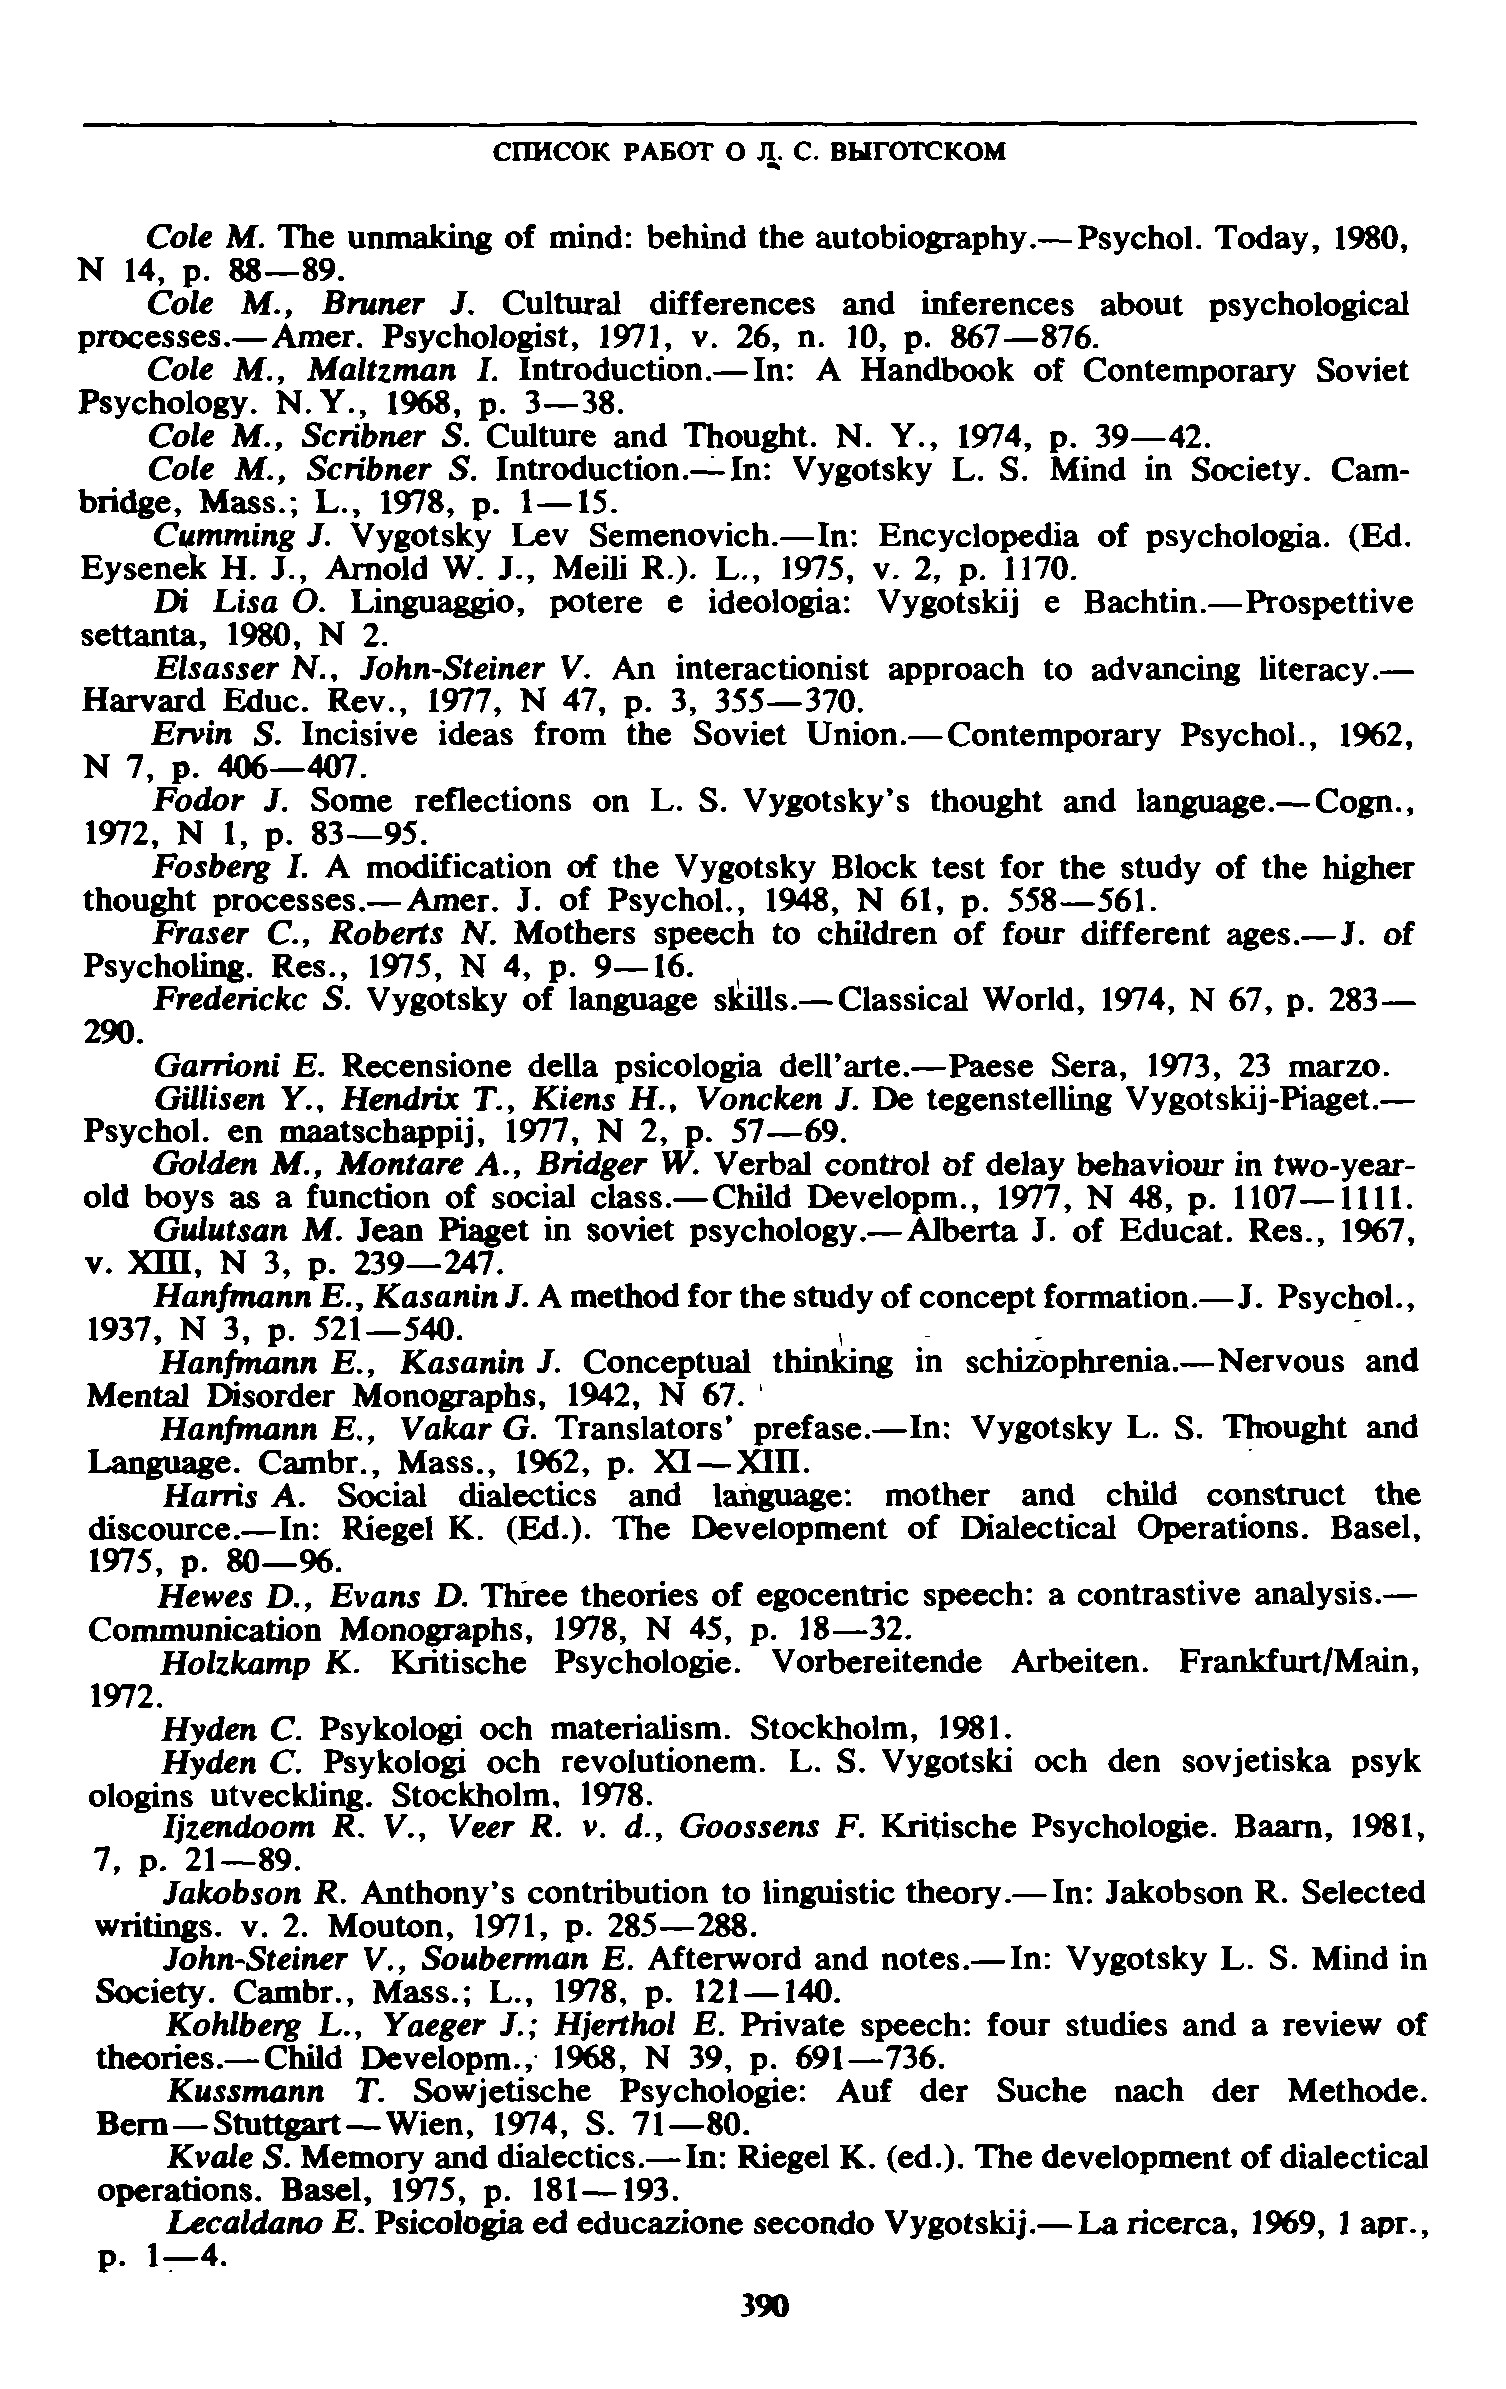 СПИСОК РАБОТ О Л. С. ВЫГОТСКОМ
Cole M. The unmaking of mind: behind the autobiography.—Psychol. Today, 1980,
N 14, p. 88—89.
Cole M., Bruner J. Cultural differences and inferences about psychological
processes.—Amer. Psychologist, 1971, v. 26, n. 10, p. 867—876.
Cole M., Maltzman I. Introduction.—In: A Handbook of Contemporary Soviet
Psychology. N. Y., 1968, p. 3—38.
Cole M., Scribner S. Culture and Thought. N. Y., 1974, p. 39—42.
Cole M., Scribner S. Introduction.—In: Vygotsky L. S. Mind in Society. Cam-
bridge, Mass.; L., 1978, p. 1—15.
Cumming J. Vygotsky Lev Semenovich.—In: Encyclopedia of psychologia. (Ed.
Eysenek H. J., Arnold W. J., Meili R.). L., 1975, v. 2, p. 1170.
Di Lisa O. Linguaggio, potere e ideologia: Vygotskij e Bachtin.—Prospettive
settanta, 1980, N 2.
Elsasser N., John-Steiner V. An interactionist approach to advancing literacy.—
Harvard Educ. Rev., 1977, N 47, p. 3, 355—370.
Ervin S. Incisive ideas from the Soviet Union.—Contemporary Psychol., 1962,
N 7, p. 406—407.
Fodor J. Some reflections on L. S. Vygotsky's thought and language.—Cogn.,
1972, N 1, p. 83—95.
Fosberg I. A modification of the Vygotsky Block test for the study of the higher
thought processes.—Amer. J. of Psychol., 1948, N 61, p. 558—561.
Fraser C., Roberts N. Mothers speech to children of four different ages.—J. of
Psycholing. Res., 1975, N 4, p. 9—16.
Frederickc S. Vygotsky of language skills.—Classical World, 1974, N 67, p. 283—
290.
Garrioni E. Recensione della psicologia dell'arte.—Paese Sera, 1973, 23 marzo.
Gillisen Y., Hendrix T., Kiens H., Voncken J. De tegenstelling Vygotskij-Piaget.—
Psychol. en maatschappij, 1977, N 2, p. 57—69.
Golden M., Montare A., Bridger W. Verbal control of delay behaviour in two-year-
old boys as a function of social class.—Child Developm., 1977, N 48, p. 1107—1111.
Gulutsan M. Jean Piaget in soviet psychology.—Alberta J. of Educat. Res., 1967,
v. XIII, N 3, p. 239—247.
Hanfmann E., Kasanin J. A method for the study of concept formation.—J. Psychol.,
1937, N 3, p. 521—540.
Hanfmann E., Kasanin J. Conceptual thinking in schizophrenia.—Nervous and
Mental Disorder Monographs, 1942, N 67.
Hanfmann E., Vakar G. Translators' prefase.—In: Vygotsky L. S. Thought and
Language. Cambr., Mass., 1962, p. XI—XIII.
Harris A. Social dialectics and language: mother and child construct the
discource.—In: Riegel K. (Ed.). The Development of Dialectical Operations. Basel,
1975, p. 80—96.
Hewes D., Evans D. Three theories of egocentric speech: a contrastive analysis.—
Communication Monographs, 1978, N 45, p. 18—32.
Holzkamp K. Kritische Psychologie. Vorbereitende Arbeiten. Frankfurt/Main,
1972.
Hyden C. Psykologi och materialism. Stockholm, 1981.
Hyden C. Psykologi och revolutionem. L. S. Vygotski och den sovjetiska psyk
ologins utveckling. Stockholm, 1978.
Ijzendoom R. V., Veer R. v. d., Goossens F. Kritische Psychologie. Baarn, 1981,
7, p. 21—89.
Jakobson R. Anthony's contribution to linguistic theory.—In: Jakobson R. Selected
writings. v. 2. Mouton, 1971, p. 285—288.
John-Steiner V., Souberman E. Afterword and notes.—In: Vygotsky L. S. Mind in
Society. Cambr., Mass.; L., 1978, p. 121—140.
Kohlberg L., Yaeger J.; Hjerthol E. Private speech: four studies and a review of
theories.—Child Developm., 1968, N 39, p. 691—736.
Kussmann T. Sowjetische Psychologie: Auf der Suche nach der Methode.
Bern—Stuttgart—Wien, 1974, S. 71—80.
Kvale S. Memory and dialectics.—In: Riegel K. (ed.). The development of dialectical
operations. Basel, 1975, p. 181—193.
Lecaldano E. Psicologia ed educazione secondo Vygotskij.—La ricerca, 1969, 1 apr.,
p. 1—4.
390